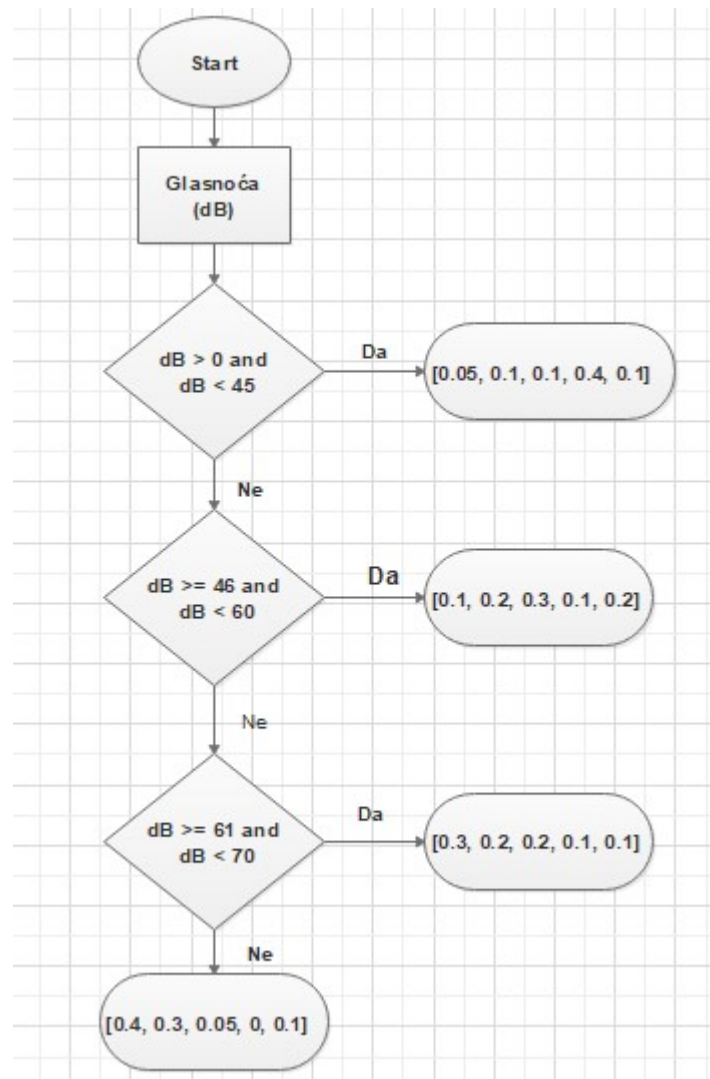 Start
Glasnoća
(dB)
dB > 0 and
dB < 45
Da
[0.05, 0.1, 0.1, 0.4, 0.1]
Ne
dB >= 46 and
dB < 60
Da
[0.1, 0.2, 0.3, 0.1, 0.2]
Ne
dB >= 61 and
dB < 70
Da
[0.3, 0.2, 0.2, 0.1, 0.1]
Ne
[0.4, 0.3, 0.05, 0, 0.1]